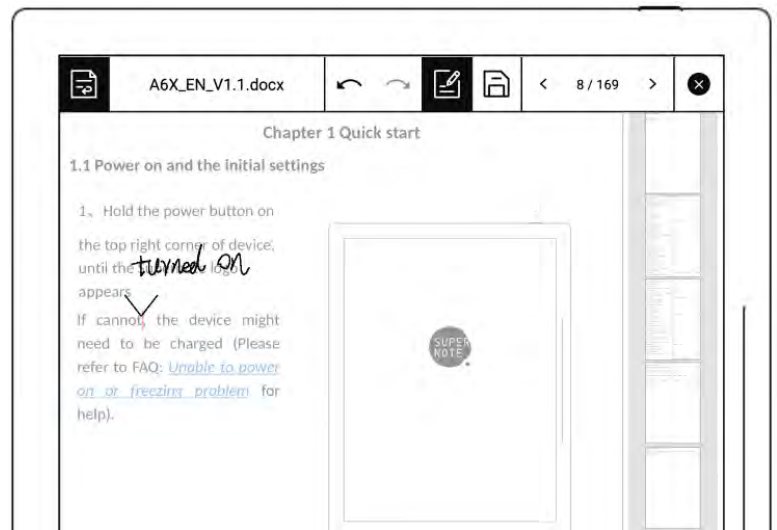 A6X_EN_V1.1.docx
8 / 169
Chapter 1 Quick start
1.1 Power on and the initial settings
1、Hold the power button on
the top right corner of device,
turned on
until the logo
appears
If cannot, the device might
need to be charged (Please
refer to FAQ: Unable to power
on or freezing problem for
help).
SUPER
NOTE